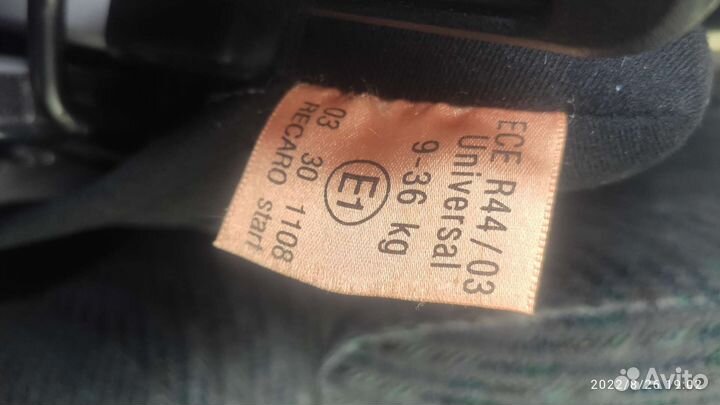 ECE R44/03
Universal
9-36 kg
E1
03 30 1108
RECARO start
2022/8/26 19:02
Avito